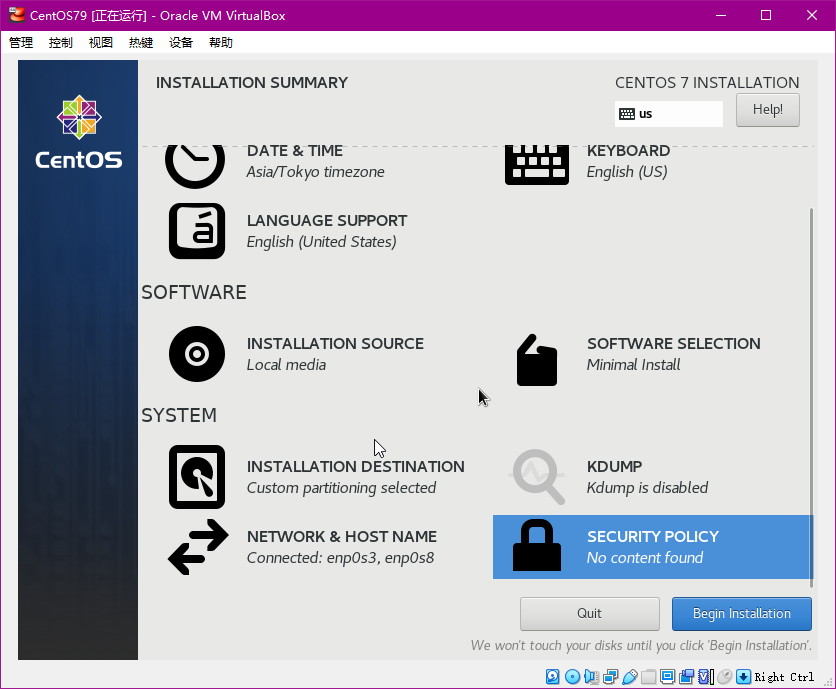 CentOS79 [正在运行] - Oracle VM VirtualBox
管理 控制 视图 热键 设备 帮助
INSTALLATION SUMMARY
CENTOS 7 INSTALLATION
us
Help!
CentOS
DATE & TIME
Asia/Tokyo timezone
KEYBOARD
English (US)
LANGUAGE SUPPORT
English (United States)
SOFTWARE
INSTALLATION SOURCE
Local media
SOFTWARE SELECTION
Minimal Install
SYSTEM
INSTALLATION DESTINATION
Custom partitioning selected
KDUMP
Kdump is disabled
NETWORK & HOST NAME
Connected: enp0s3, enp0s8
SECURITY POLICY
No content found
Quit
Begin Installation
We won't touch your disks until you click 'Begin Installation'.
Right Ctrl